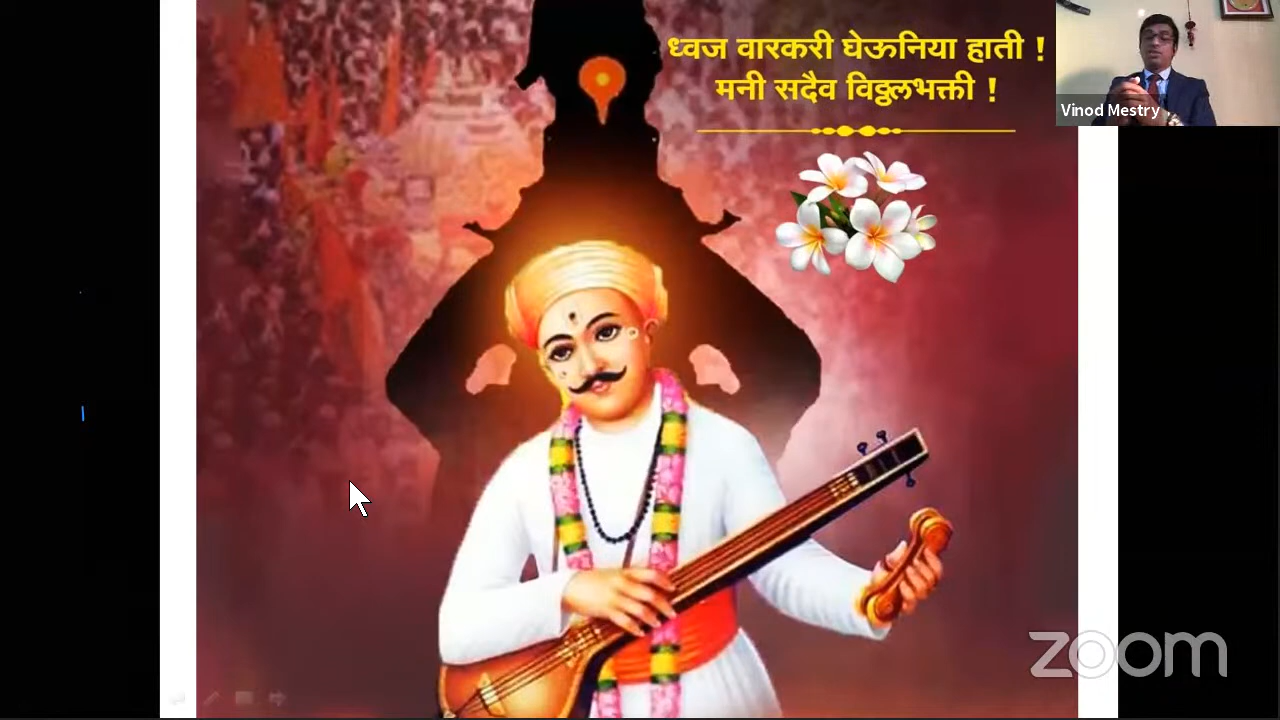 ध्वज वारकरी घेऊनिया हाती !
मनी सदैव विठ्ठलभक्ती !
Vinod Mestry
zoom